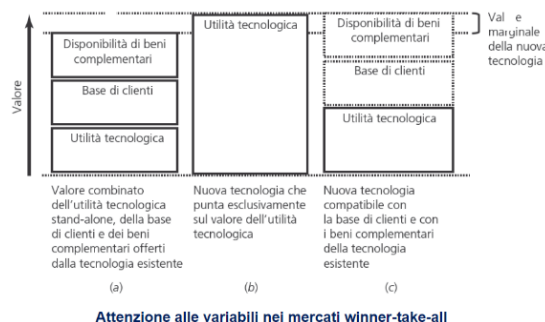 Valore
Disponibilità di beni
complementari
Base di clienti
Utilità tecnologica
Utilità tecnologica
Disponibilità di beni
complementari
Base di clienti
Utilità tecnologica
della nuova
tecnologia
Valore combinato
dell'utilità tecnologica
stand-alone, della base
di clienti e dei beni
complementari offerti
dalla tecnologia esistente
(a)
Nuova tecnologia che
punta esclusivamente
sul valore dell'utilità
tecnologica
(b)
Nuova tecnologia
compatibile con
la base di clienti e con
i beni complementari
della tecnologia
esistente
(c)
Attenzione alle variabili nei mercati winner-take-all